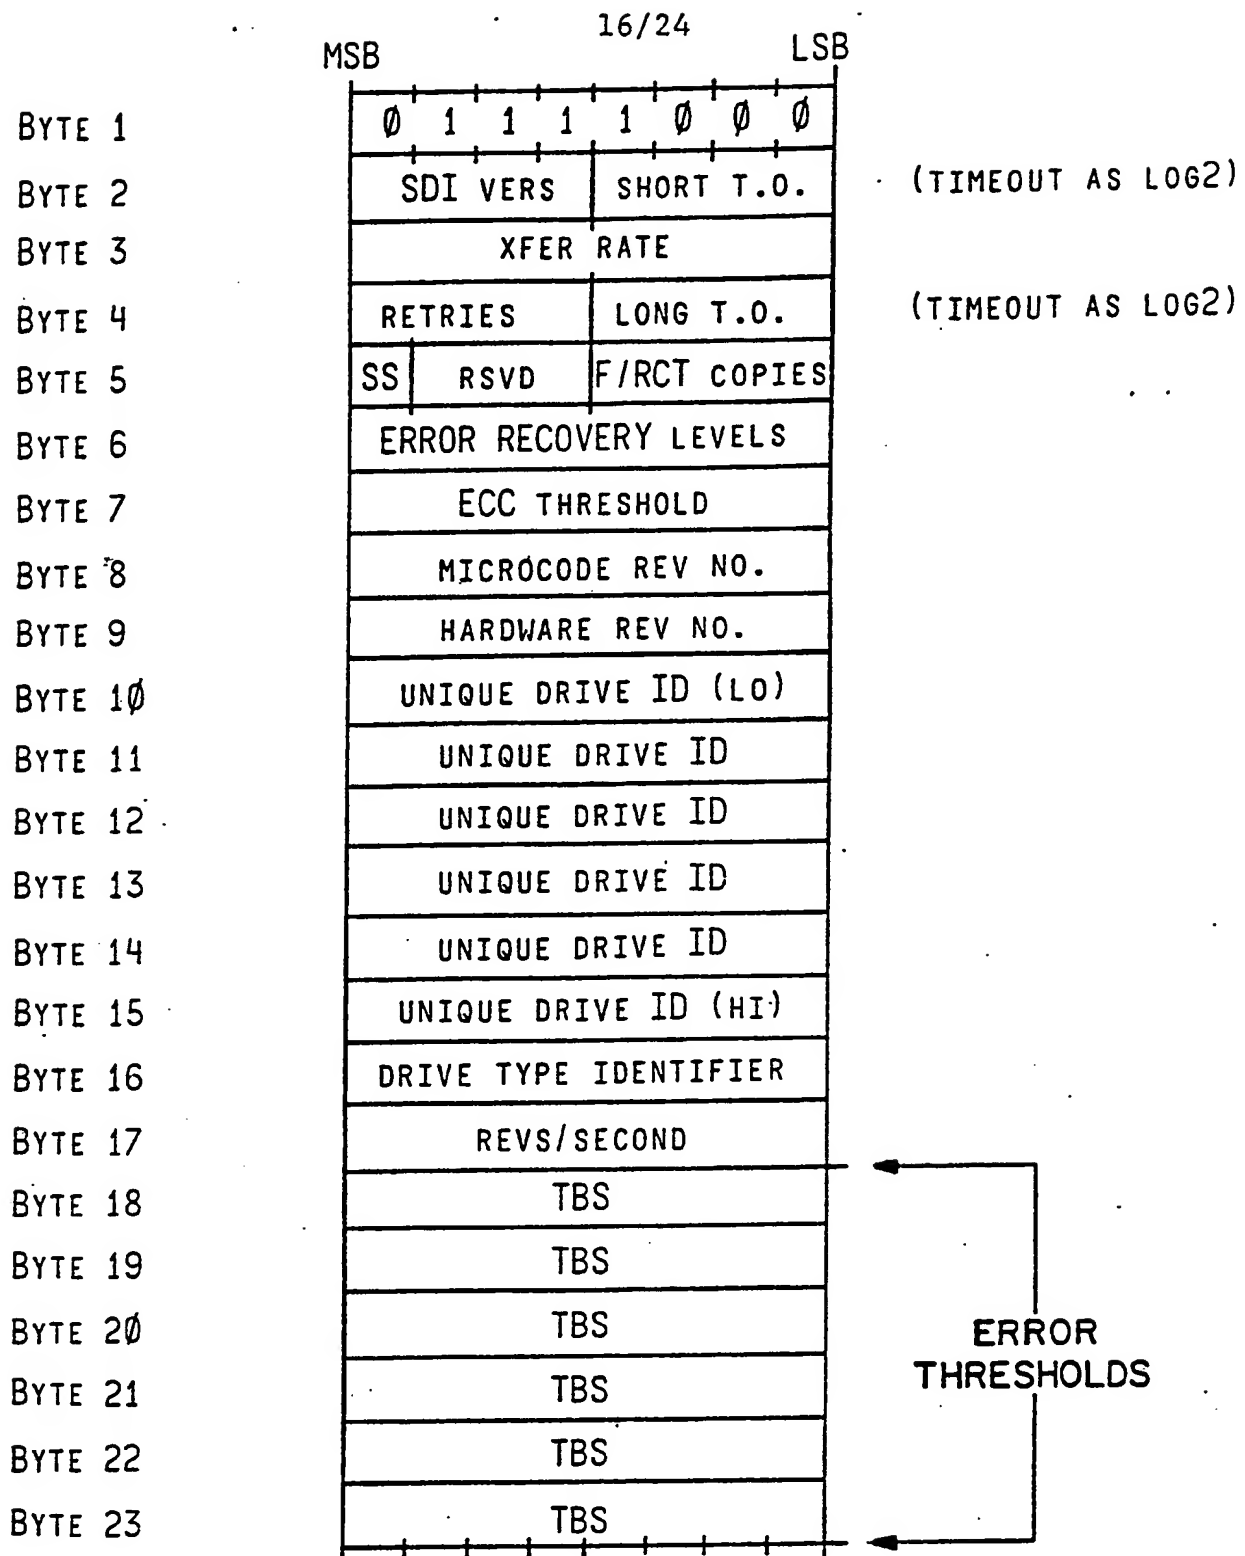 16/24
MSB LSB
BYTE 1 Ø 1 1 1 1 Ø Ø Ø
BYTE 2 SDI VERS SHORT T.O. (TIMEOUT AS LOG2)
BYTE 3 XFER RATE
BYTE 4 RETRIES LONG T.O. (TIMEOUT AS LOG2)
BYTE 5 SS RSVD F/RCT COPIES
BYTE 6 ERROR RECOVERY LEVELS
BYTE 7 ECC THRESHOLD
BYTE 8 MICROCODE REV NO.
BYTE 9 HARDWARE REV NO.
BYTE 1Ø UNIQUE DRIVE ID (LO)
BYTE 11 UNIQUE DRIVE ID
BYTE 12 UNIQUE DRIVE ID
BYTE 13 UNIQUE DRIVE ID
BYTE 14 UNIQUE DRIVE ID
BYTE 15 UNIQUE DRIVE ID (HI)
BYTE 16 DRIVE TYPE IDENTIFIER
BYTE 17 REVS/SECOND
BYTE 18 TBS
BYTE 19 TBS
BYTE 2Ø TBS
BYTE 21 TBS
BYTE 22 TBS
BYTE 23 TBS
ERROR
THRESHOLDS